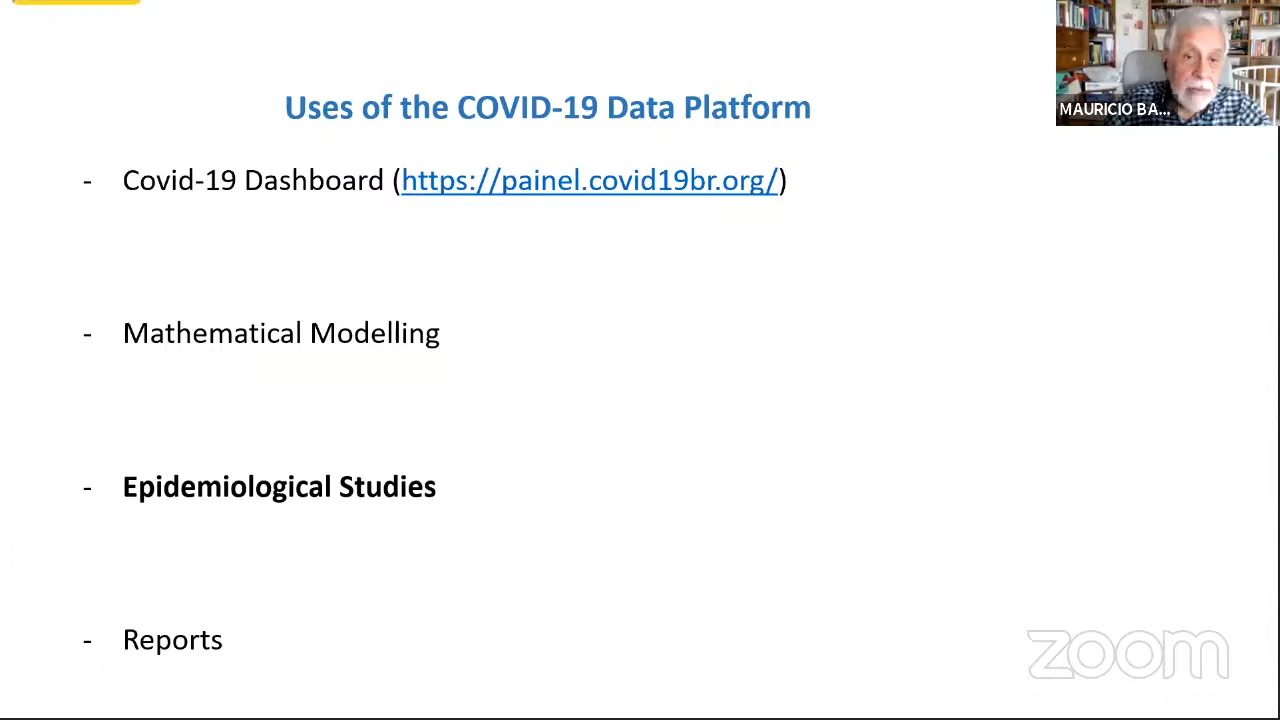 Uses of the COVID-19 Data Platform
MAURICIO BA...
- Covid-19 Dashboard (https://painel.covid19br.org/)
- Mathematical Modelling
- Epidemiological Studies
- Reports
zoom